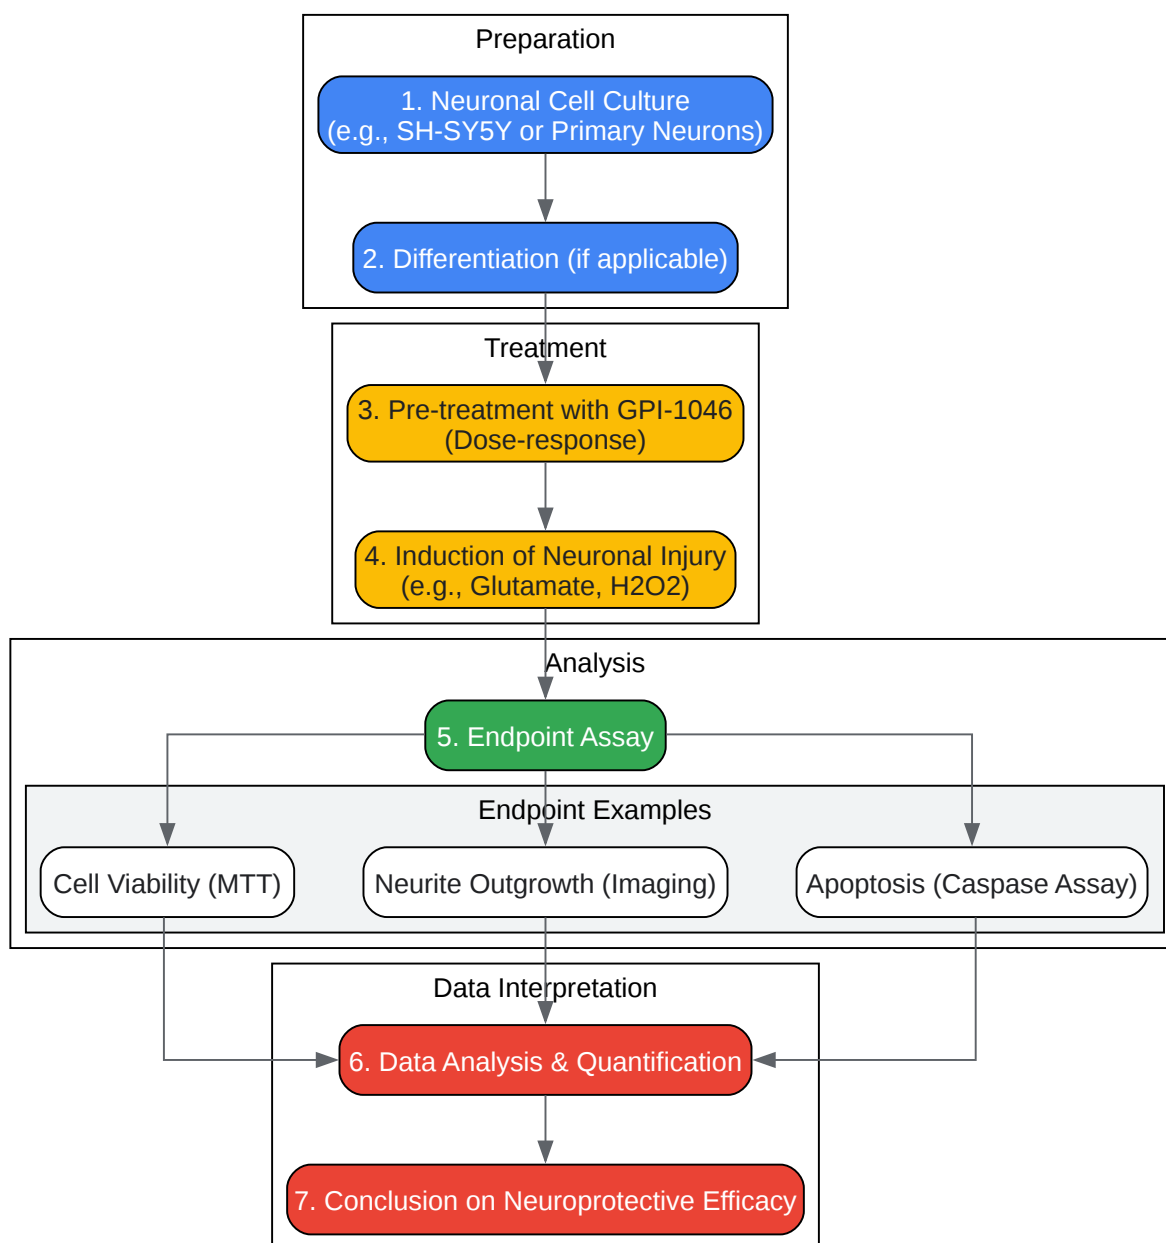 Preparation
1. Neuronal Cell Culture
(e.g., SH-SY5Y or Primary Neurons)
2. Differentiation (if applicable)
Treatment
3. Pre-treatment with GPI-1046
(Dose-response)
4. Induction of Neuronal Injury
(e.g., Glutamate, H2O2)
Analysis
5. Endpoint Assay
Endpoint Examples
Cell Viability (MTT)
Neurite Outgrowth (Imaging)
Apoptosis (Caspase Assay)
Data Interpretation
6. Data Analysis & Quantification
7. Conclusion on Neuroprotective Efficacy